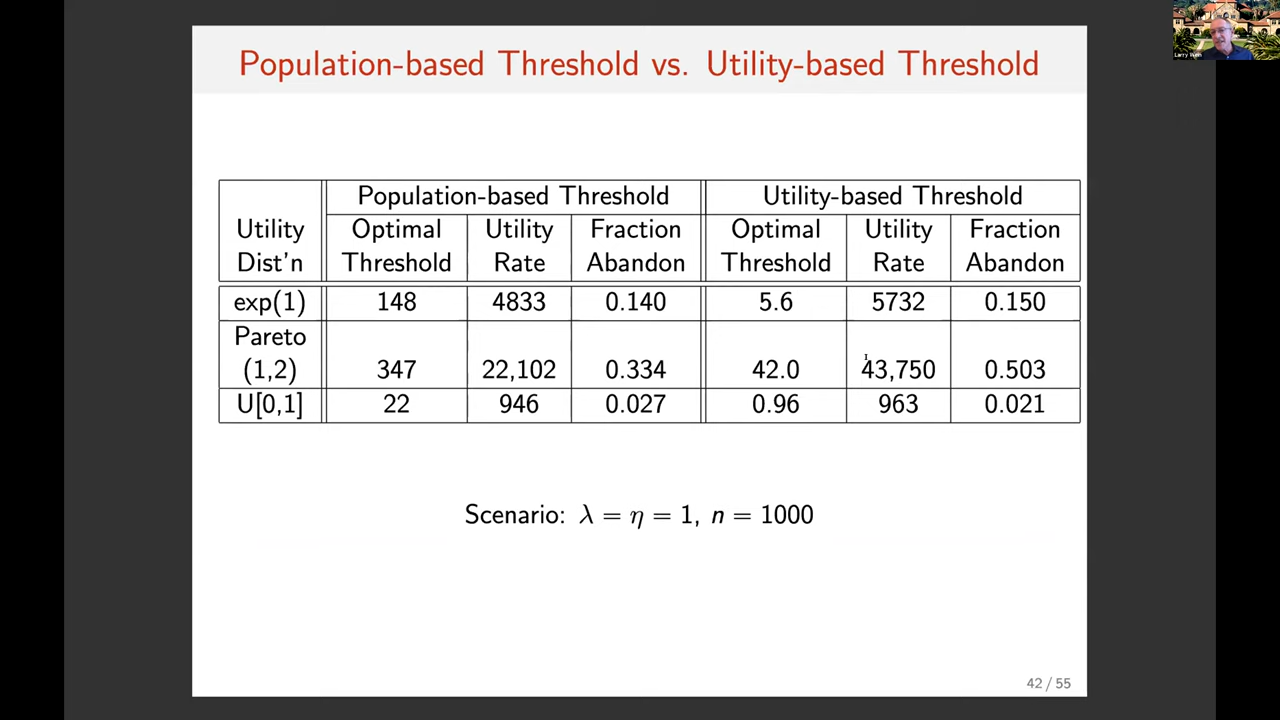 Population-based Threshold vs. Utility-based Threshold
Population-based Threshold Utility-based Threshold
Utility Optimal Utility Fraction Optimal Utility Fraction
Dist'n Threshold Rate Abandon Threshold Rate Abandon
exp(1) 148 4833 0.140 5.6 5732 0.150
Pareto
(1,2) 347 22,102 0.334 42.0 43,750 0.503
U[0,1] 22 946 0.027 0.96 963 0.021
Scenario: λ = η = 1, n = 1000
42 / 55
Larry